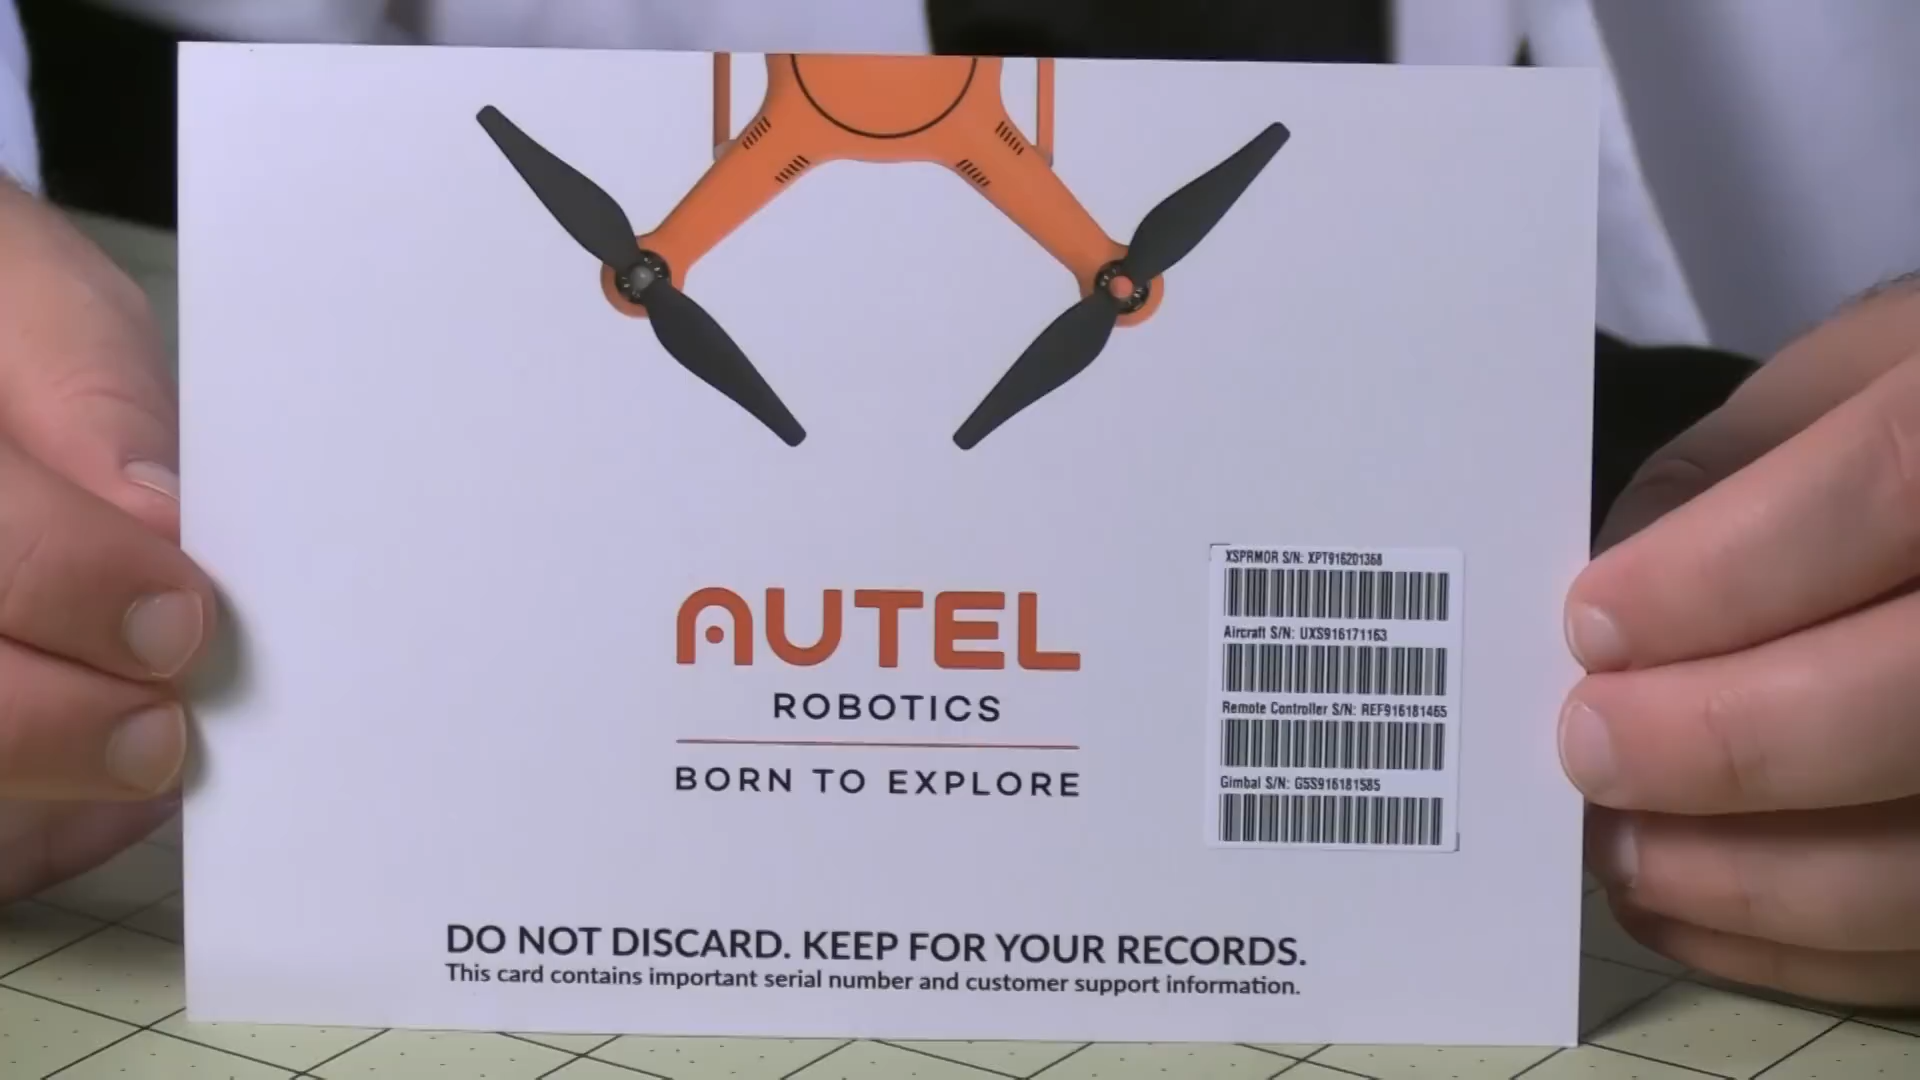 AUTEL
ROBOTICS
BORN TO EXPLORE
XSPRMOR S/N: XPT916201368
Aircraft S/N: UXS916171163
Remote Controller S/N: REF916181465
Gimbal S/N: G5S916181585
DO NOT DISCARD. KEEP FOR YOUR RECORDS.
This card contains important serial number and customer support information.